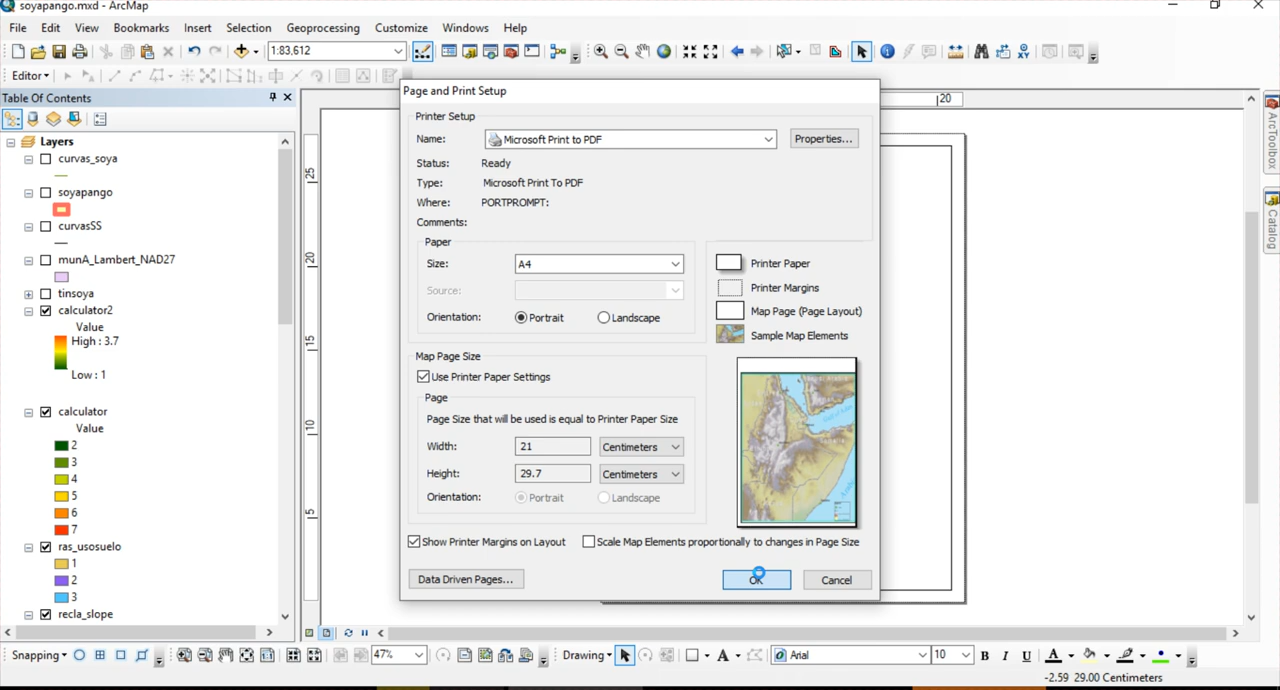 soyapango.mxd - ArcMap
File Edit View Bookmarks Insert Selection Geoprocessing Customize Windows Help
1:83,612
Editor
Table Of Contents
Layers
curvas_soya
soyapango
curvasSS
munA_Lambert_NAD27
tinsoya
calculator2
Value
High : 3.7
Low : 1
calculator
Value
2
3
4
5
6
7
ras_usosuelo
1
2
3
recla_slope
25
20
15
10
5
20
Page and Print Setup
Printer Setup
Name: Microsoft Print to PDF Properties...
Status: Ready
Type: Microsoft Print To PDF
Where: PORTPROMPT:
Comments:
Paper
Size: A4
Source:
Orientation: Portrait Landscape
Printer Paper
Printer Margins
Map Page (Page Layout)
Sample Map Elements
Map Page Size
Use Printer Paper Settings
Page
Page Size that will be used is equal to Printer Paper Size
Width: 21 Centimeters
Height: 29.7 Centimeters
Orientation: Portrait Landscape
Show Printer Margins on Layout Scale Map Elements proportionally to changes in Page Size
Data Driven Pages... OK Cancel
ArcToolbox
Catalog
Snapping 47% Drawing A Arial 10 B I U A
-2.59 29.00 Centimeters